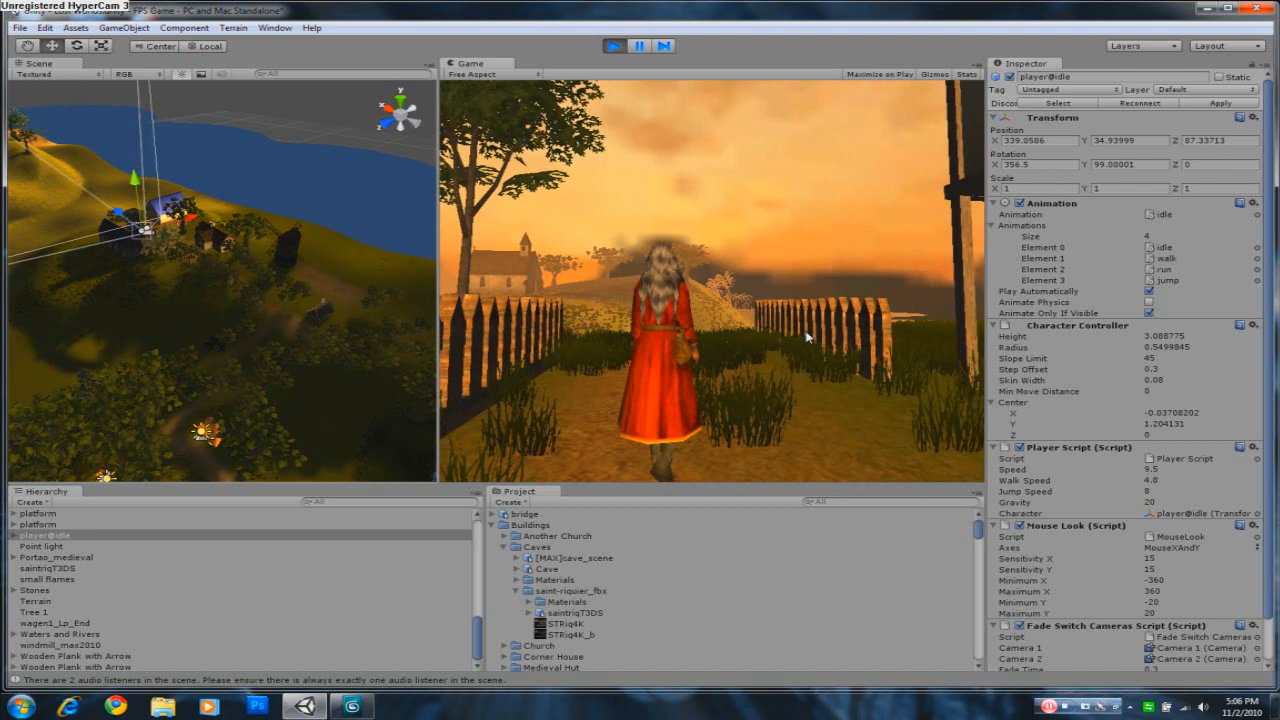 Unregistered HyperCam 3
FPS Game - PC and Mac Standalone*
File Edit Assets GameObject Component Terrain Window Help
Center Local
Layers Layout
Scene
Textured RGB All
y
x
z
Game
Free Aspect Maximize on Play Gizmos Stats
Inspector
player@idle Static
Tag Untagged Layer Default
Select Reconnect Apply
Transform
Position
X 339.0586 Y 34.93999 Z 87.33713
Rotation
X 356.5 Y 99.00001 Z 0
Scale
X 1 Y 1 Z 1
Animation
Animation idle
Animations
Size 4
Element 0 idle
Element 1 walk
Element 2 run
Element 3 jump
Play Automatically
Animate Physics
Animate Only If Visible
Character Controller
Height 3.088775
Radius 0.5499845
Slope Limit 45
Step Offset 0.3
Skin Width 0.08
Min Move Distance 0
Center
X -0.03708202
Y 1.204131
Z 0
Player Script (Script)
Script Player Script
Speed 9.5
Walk Speed 4.8
Jump Speed 8
Gravity 20
Character player@idle (Transfor
Mouse Look (Script)
Script MouseLook
Axes MouseXAndY
Sensitivity X 15
Sensitivity Y 15
Minimum X -360
Maximum X 360
Minimum Y -20
Maximum Y 20
Fade Switch Cameras Script (Script)
Script Fade Switch Cameras
Camera 1 Camera 1 (Camera)
Camera 2 Camera 2 (Camera)
Fade Time 0.3
Hierarchy
Create All
platform
platform
player@idle
Point light
Portao_medieval
saintriqT3DS
small flames
Stones
Terrain
Tree 1
wagen1_Lp_End
Waters and Rivers
windmill_max2010
Wooden Plank with Arrow
Wooden Plank with Arrow
Project
Create All
bridge
Buildings
Another Church
Caves
[MAX]cave_scene
Cave
Materials
saint-riquier_fbx
Materials
saintriqT3DS
STRiq4K
STRiq4K_b
Church
Corner House
Medieval Hut
There are 2 audio listeners in the scene. Please ensure there is always exactly one audio listener in the scene.
5:06 PM
11/2/2010